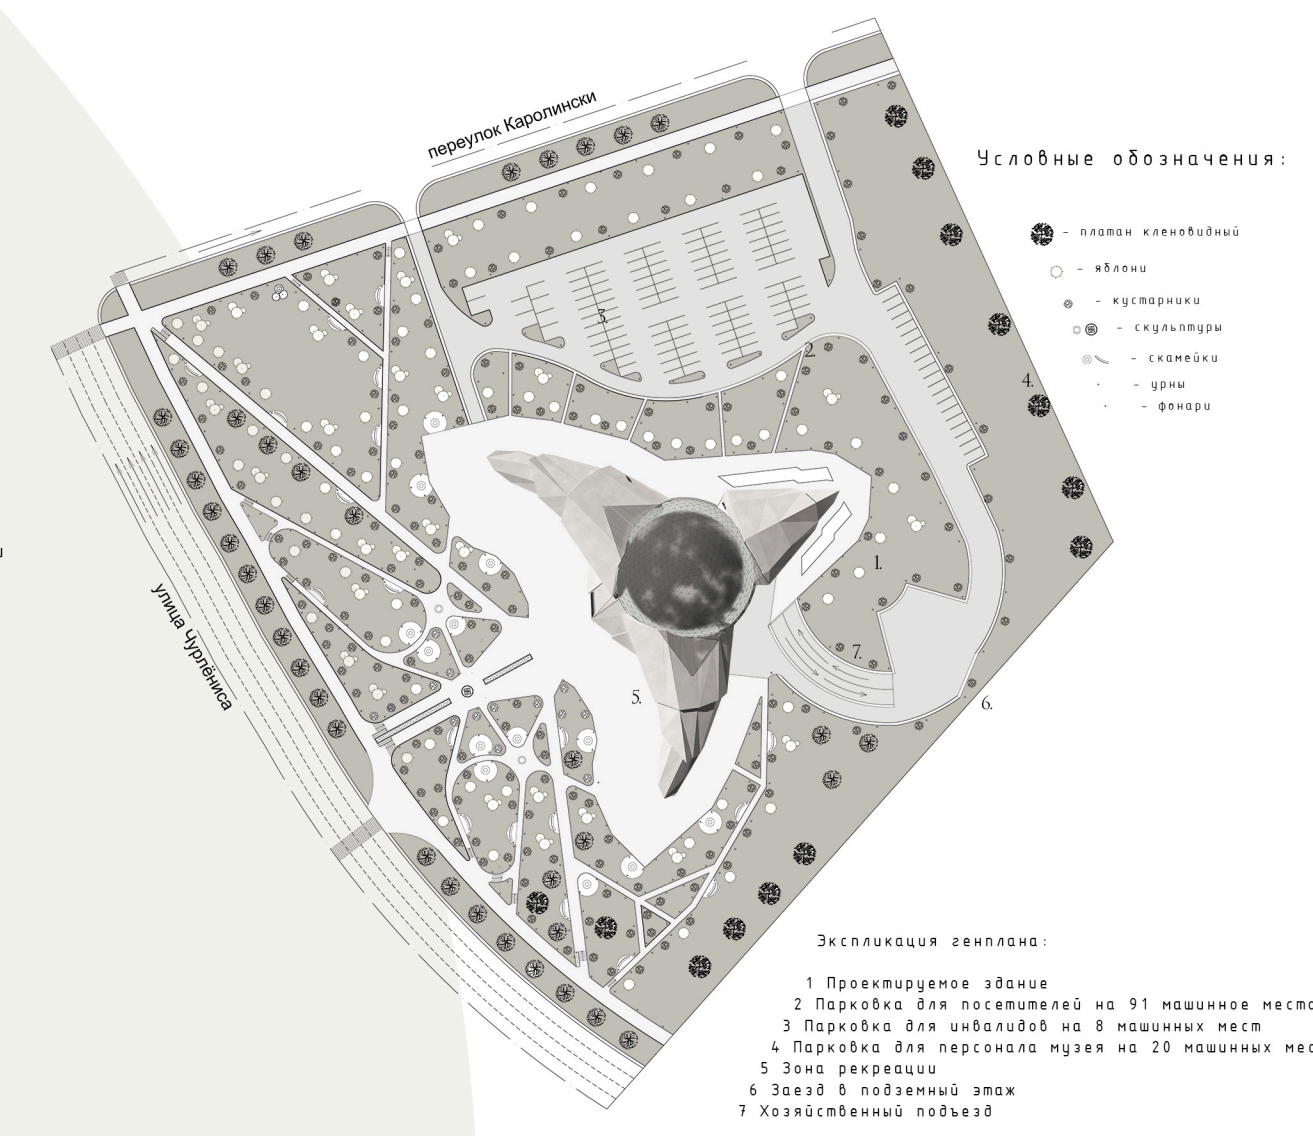 переулок Каролински
Условные обозначения:
– платан кленовидный
– яблони
– кустарники
– скульптуры
– скамейки
– урны
– фонари
3.
2.
4.
1.
7.
5.
6.
улица Чурлёниса
Экспликация генплана:
1 Проектируемое здание
2 Парковка для посетителей на 91 машинное место
3 Парковка для инвалидов на 8 машинных мест
4 Парковка для персонала музея на 20 машинных мес
5 Зона рекреации
6 Заезд в подземный этаж
7 Хозяйственный подъезд